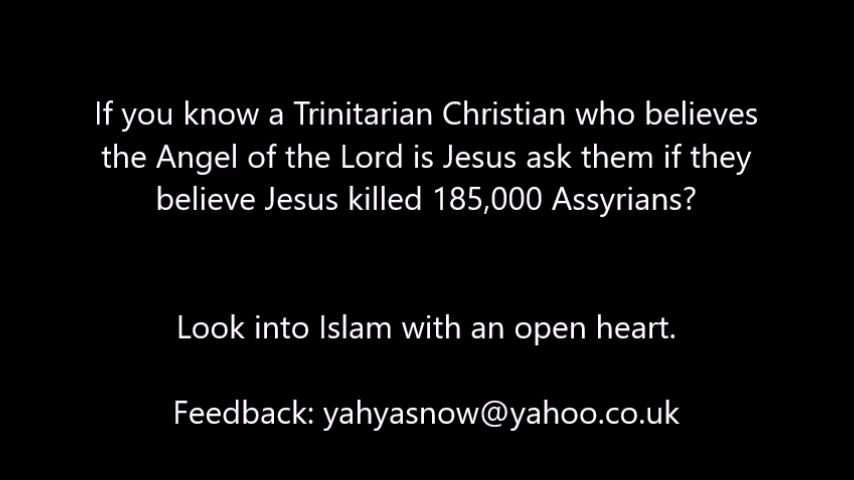 If you know a Trinitarian Christian who believes
the Angel of the Lord is Jesus ask them if they
believe Jesus killed 185,000 Assyrians?
Look into Islam with an open heart.
Feedback: yahyasnow@yahoo.co.uk